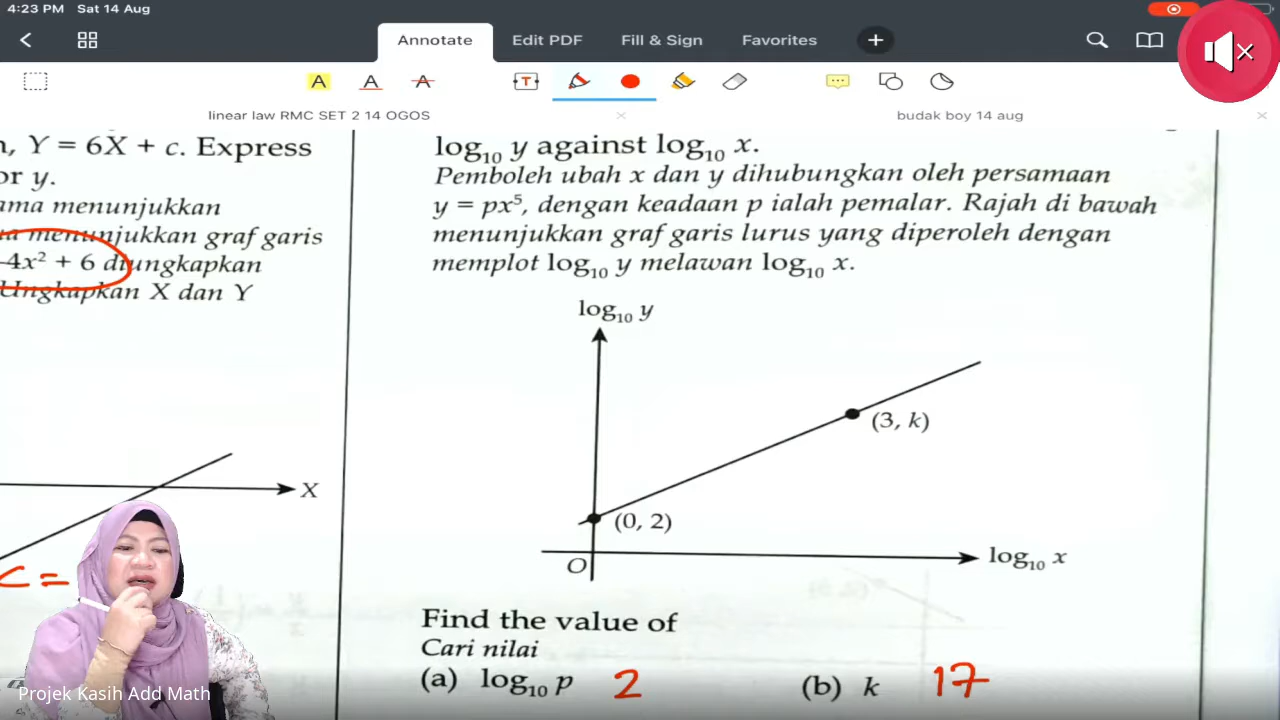 4:23 PM Sat 14 Aug
Annotate
Edit PDF
Fill & Sign
Favorites
linear law RMC SET 2 14 OGOS
budak boy 14 aug
, Y = 6X + c. Express
or y.
menunjukkan
menunjukkan graf garis
-4x² + 6 diungkapkan
Ungkapkan X dan Y
X
C =
log₁₀ y against log₁₀ x.
Pemboleh ubah x dan y dihubungkan oleh persamaan
y = px⁵, dengan keadaan p ialah pemalar. Rajah di bawah
menunjukkan graf garis lurus yang diperoleh dengan
memplot log₁₀ y melawan log₁₀ x.
log₁₀ y
(3, k)
(0, 2)
O
log₁₀ x
Find the value of
Cari nilai
(a) log₁₀ p 2 (b) k 17
Projek Kasih Add Math